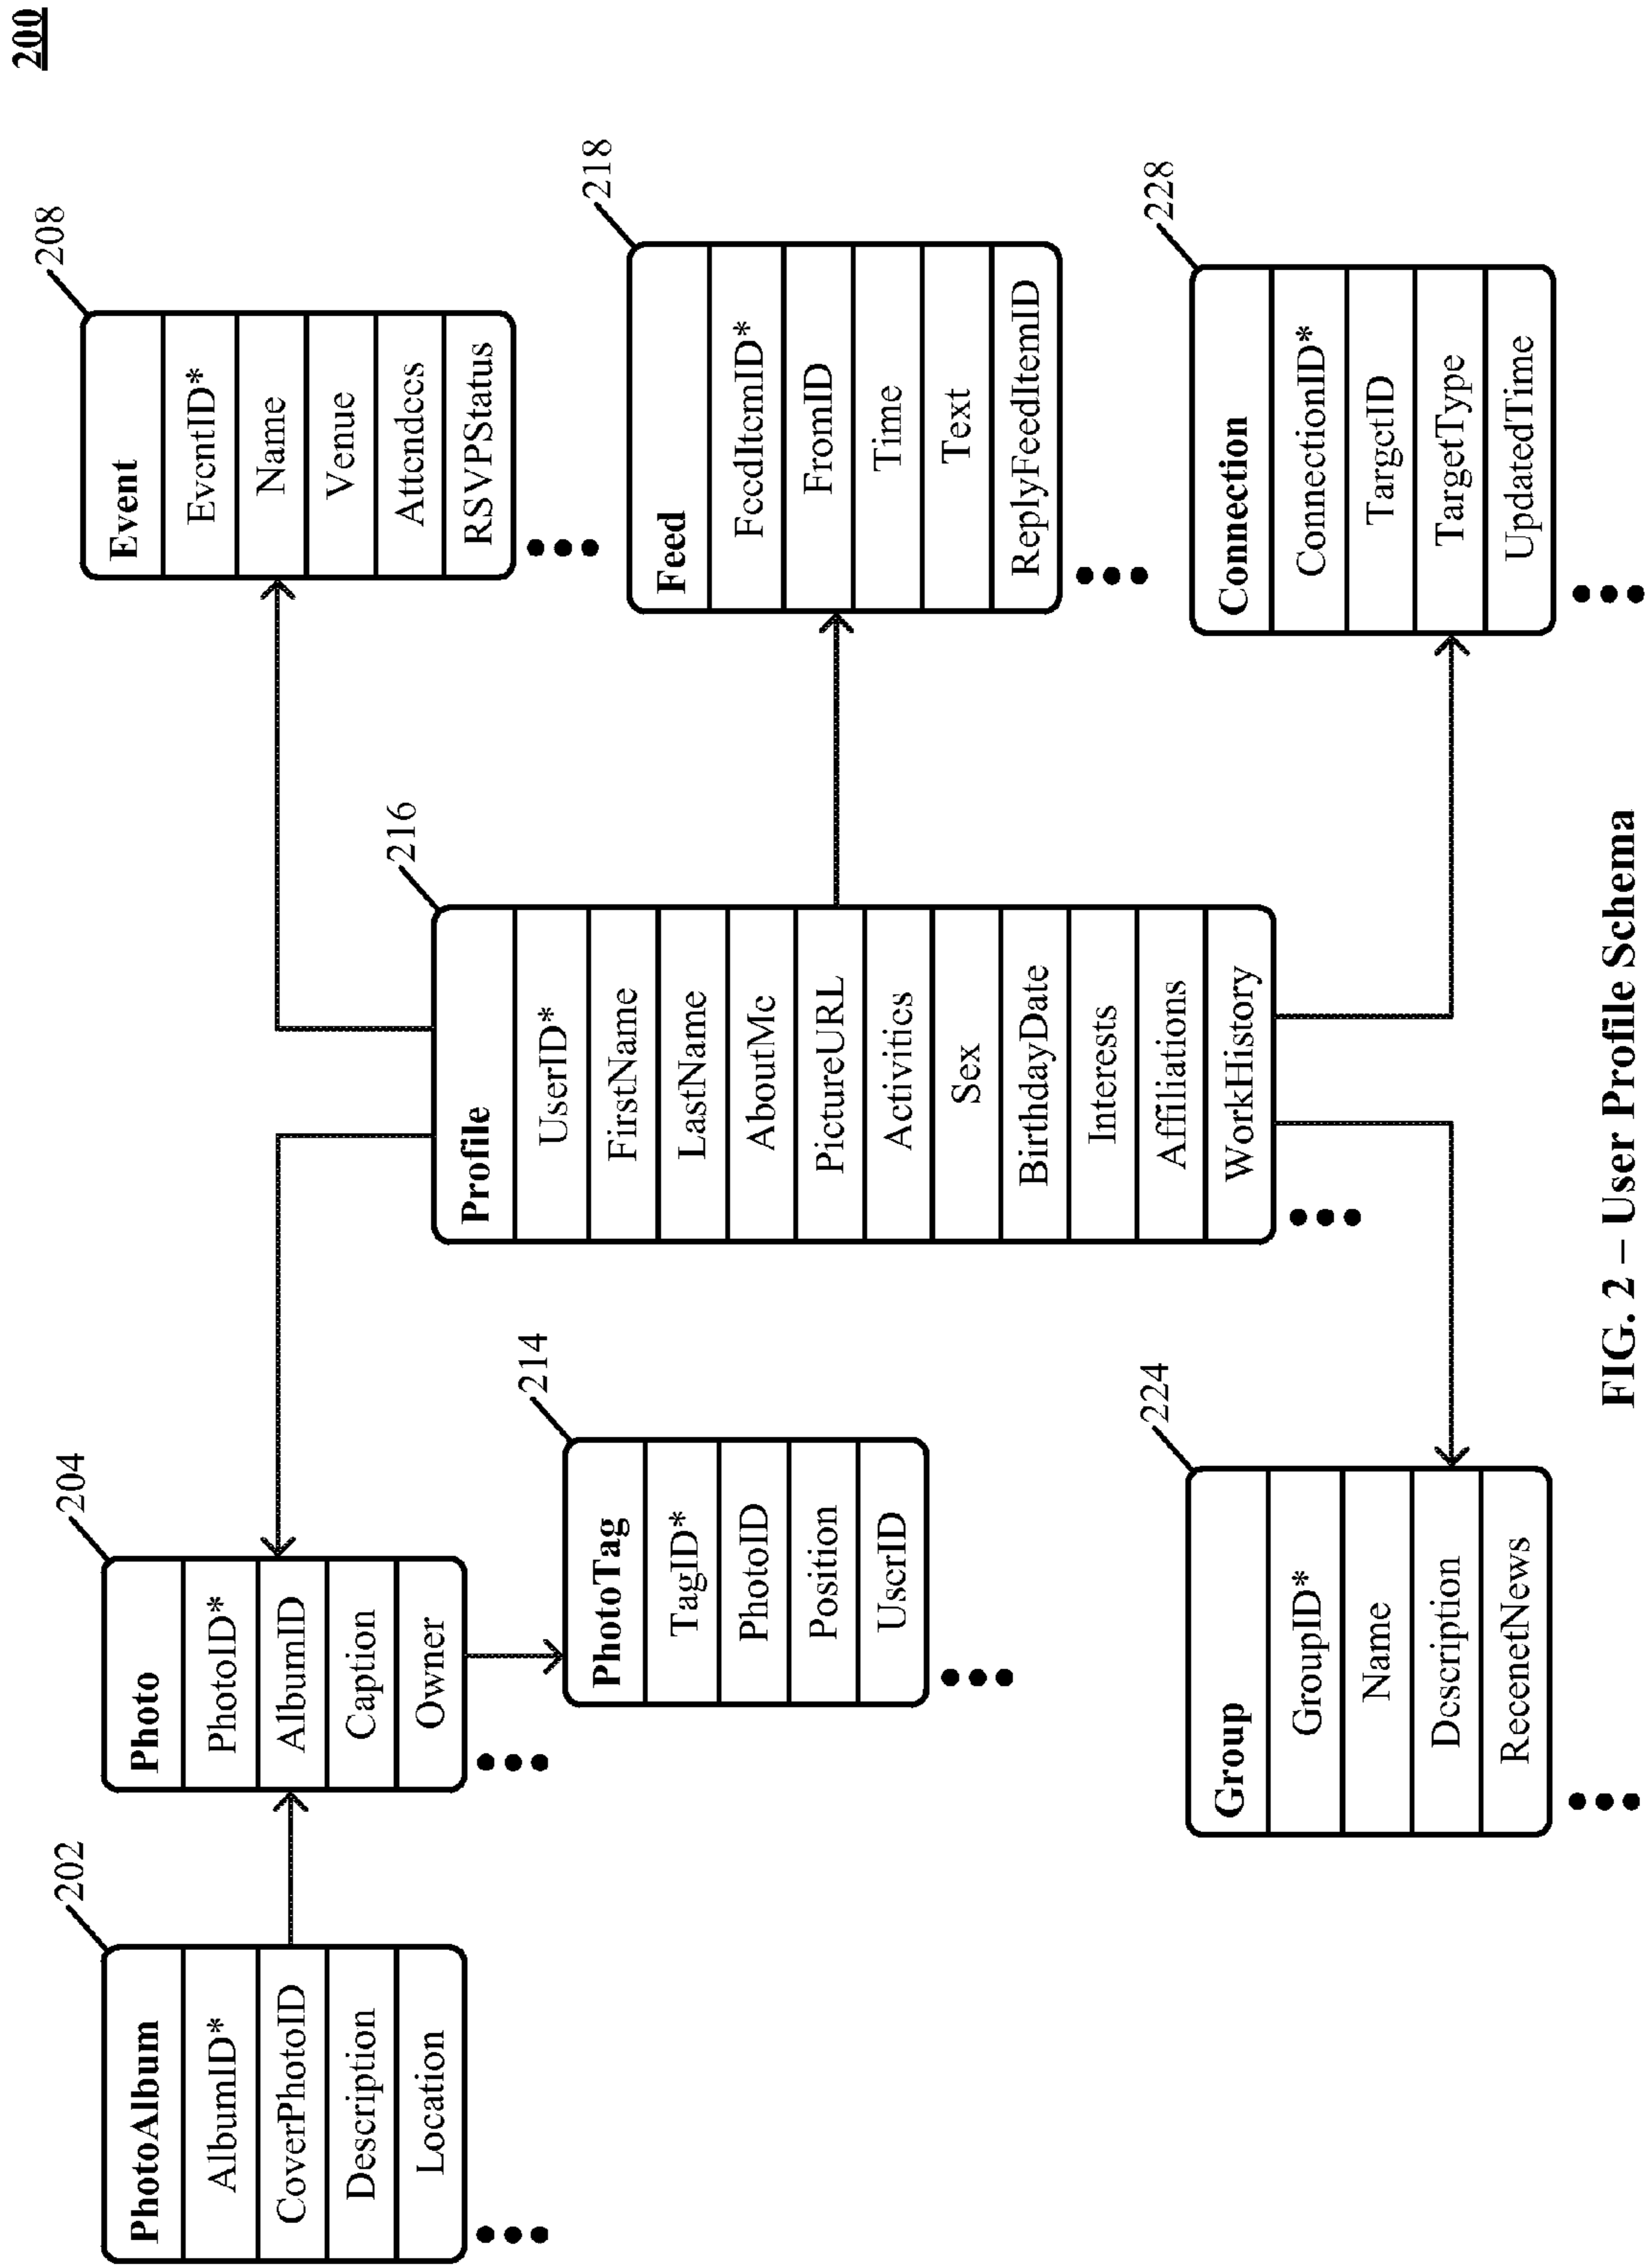 200
PhotoAlbum
AlbumID*
CoverPhotoID
Description
Location
202
Photo
PhotoID*
AlbumID
Caption
Owner
204
PhotoTag
TagID*
PhotoID
Position
UserID
214
Event
EventID*
Name
Venue
Attendees
RSVPStatus
208
Profile
UserID*
FirstName
LastName
AboutMe
PictureURL
Activities
Sex
BirthdayDate
Interests
Affiliations
WorkHistory
216
Feed
FeedItemID*
FromID
Time
Text
ReplyFeedItemID
218
Group
GroupID*
Name
Description
RecenetNews
224
Connection
ConnectionID*
TargetID
TargetType
UpdatedTime
228
FIG. 2 – User Profile Schema